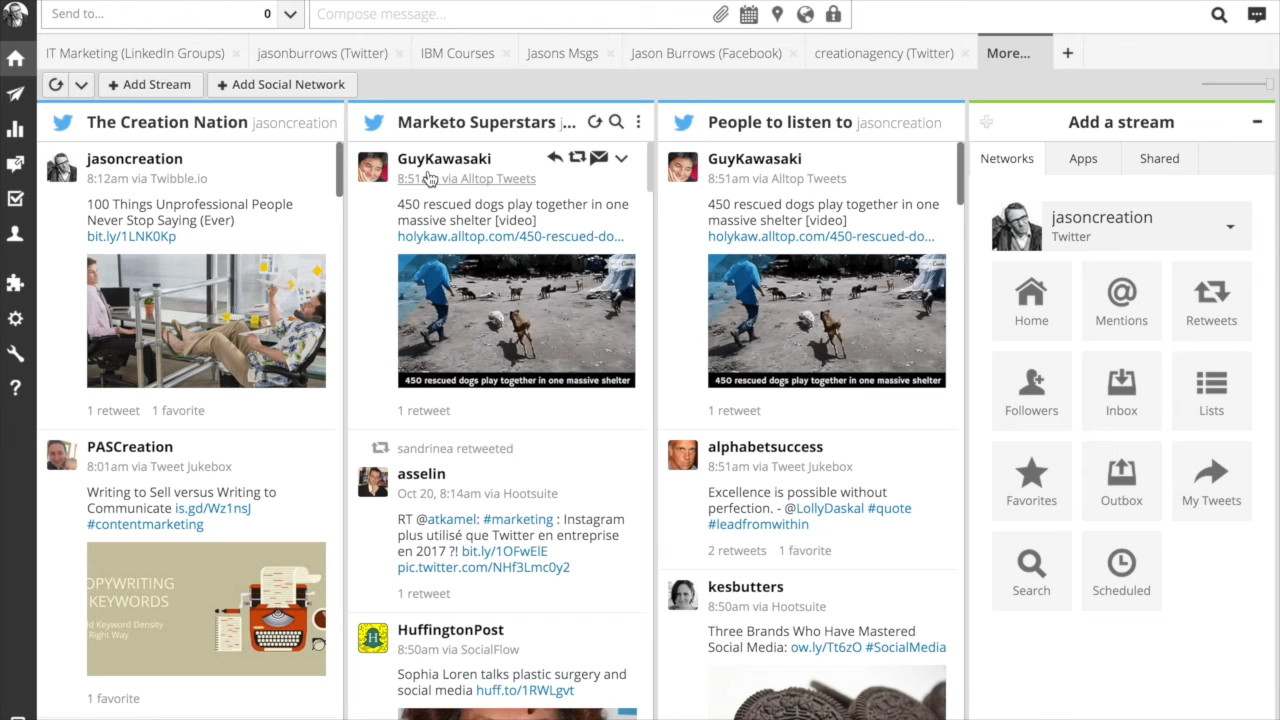 Send to... 0 Compose message...
IT Marketing (LinkedIn Groups) jasonburrows (Twitter) IBM Courses Jasons Msgs Jason Burrows (Facebook) creationagency (Twitter) More...
Add Stream Add Social Network
The Creation Nation jasoncreation
jasoncreation
8:12am via Twibble.io
100 Things Unprofessional People
Never Stop Saying (Ever)
bit.ly/1LNK0Kp
1 retweet 1 favorite
PASCreation
8:01am via Tweet Jukebox
Writing to Sell versus Writing to
Communicate is.gd/Wz1nsJ
#contentmarketing
OPYWRITING
KEYWORDS
ld Keyword Density
Right Way
1 favorite
Marketo Superstars j...
GuyKawasaki
8:51am via Alltop Tweets
450 rescued dogs play together in one
massive shelter [video]
holykaw.alltop.com/450-rescued-do...
450 rescued dogs play together in one massive shelter
1 retweet
sandrinea retweeted
asselin
Oct 20, 8:14am via Hootsuite
RT @atkamel: #marketing : Instagram
plus utilisé que Twitter en entreprise
en 2017 ?! bit.ly/1OFwElE
pic.twitter.com/NHf3Lmc0y2
1 retweet
HuffingtonPost
8:50am via SocialFlow
Sophia Loren talks plastic surgery and
social media huff.to/1RWLgvt
People to listen to jasoncreation
GuyKawasaki
8:51am via Alltop Tweets
450 rescued dogs play together in one
massive shelter [video]
holykaw.alltop.com/450-rescued-do...
450 rescued dogs play together in one massive shelter
1 retweet
alphabetsuccess
8:51am via Tweet Jukebox
Excellence is possible without
perfection. - @LollyDaskal #quote
#leadfromwithin
2 retweets 1 favorite
kesbutters
8:50am via Hootsuite
Three Brands Who Have Mastered
Social Media: ow.ly/Tt6zO #SocialMedia
Add a stream
Networks Apps Shared
jasoncreation
Twitter
Home Mentions Retweets
Followers Inbox Lists
Favorites Outbox My Tweets
Search Scheduled